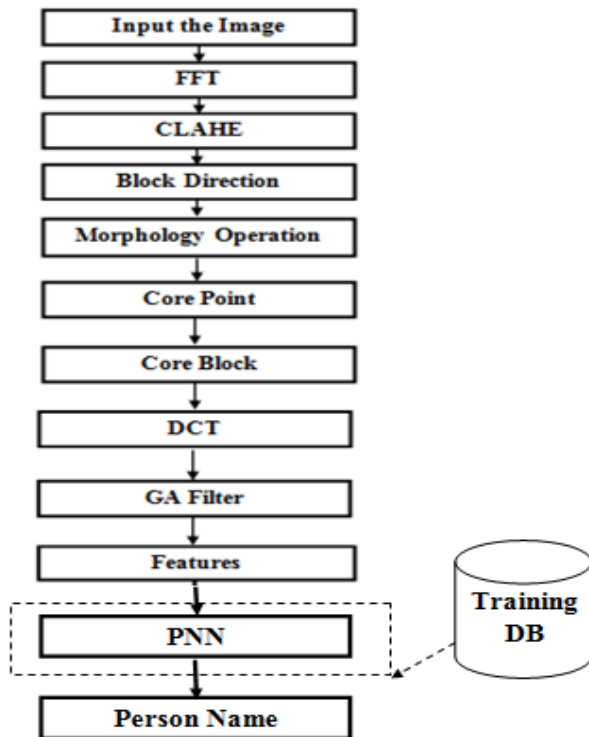 Input the Image
FFT
CLAHE
Block Direction
Morphology Operation
Core Point
Core Block
DCT
GA Filter
Features
PNN
Person Name
Training
DB